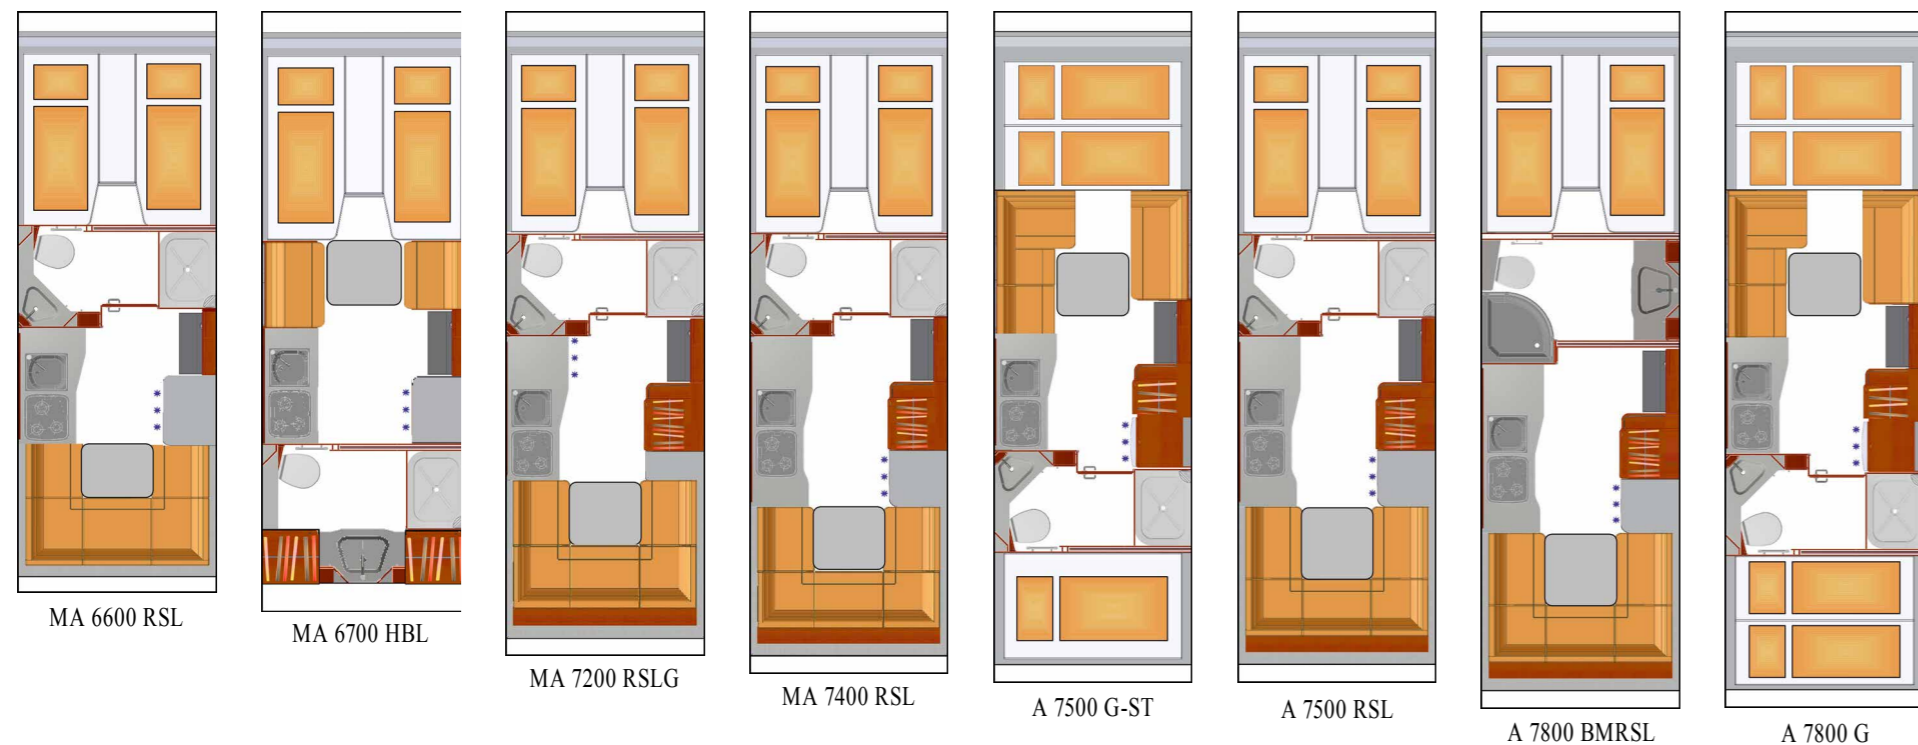 MA 6600 RSL
MA 6700 HBL
MA 7200 RSLG
MA 7400 RSL
A 7500 G-ST
A 7500 RSL
A 7800 BMRSL
A 7800 G